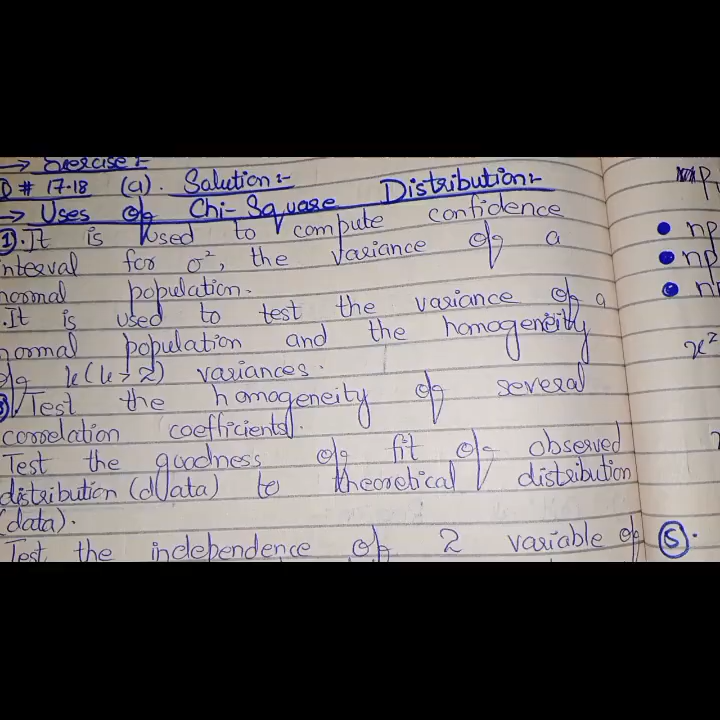 → Exercise:-
Q # 17.18 (a). Solution:-
→ Uses of Chi-Square Distribution:-
①. It is used to compute confidence
interval for σ², the variance of a
normal population.
. It is used to test the variance of a
normal population and the homogeneity
of k(k>2) variances.
③ Test the homogeneity of several
correlation coefficients.
Test the goodness of fit of observed
distribution (data) to theoretical distribution
(data).
Test the independence of 2 variable of
• np
• np
• n
x²
⑤.